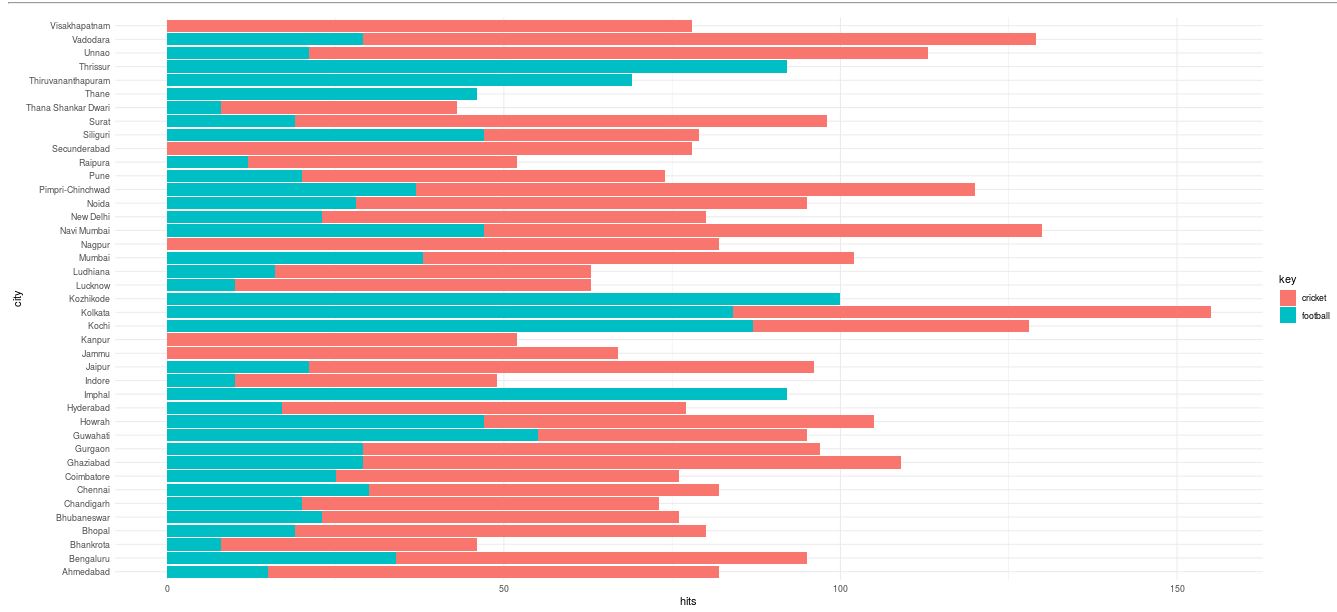 Visakhapatnam
Vadodara
Unnao
Thrissur
Thiruvananthapuram
Thane
Thana Shankar Dwari
Surat
Siliguri
Secunderabad
Raipura
Pune
Pimpri-Chinchwad
Noida
New Delhi
Navi Mumbai
Nagpur
Mumbai
Ludhiana
Lucknow
Kozhikode
Kolkata
Kochi
Kanpur
Jammu
Jaipur
Indore
Imphal
Hyderabad
Howrah
Guwahati
Gurgaon
Ghaziabad
Coimbatore
Chennai
Chandigarh
Bhubaneswar
Bhopal
Bhankrota
Bengaluru
Ahmedabad
city
0 50 100 150
hits
key
cricket
football